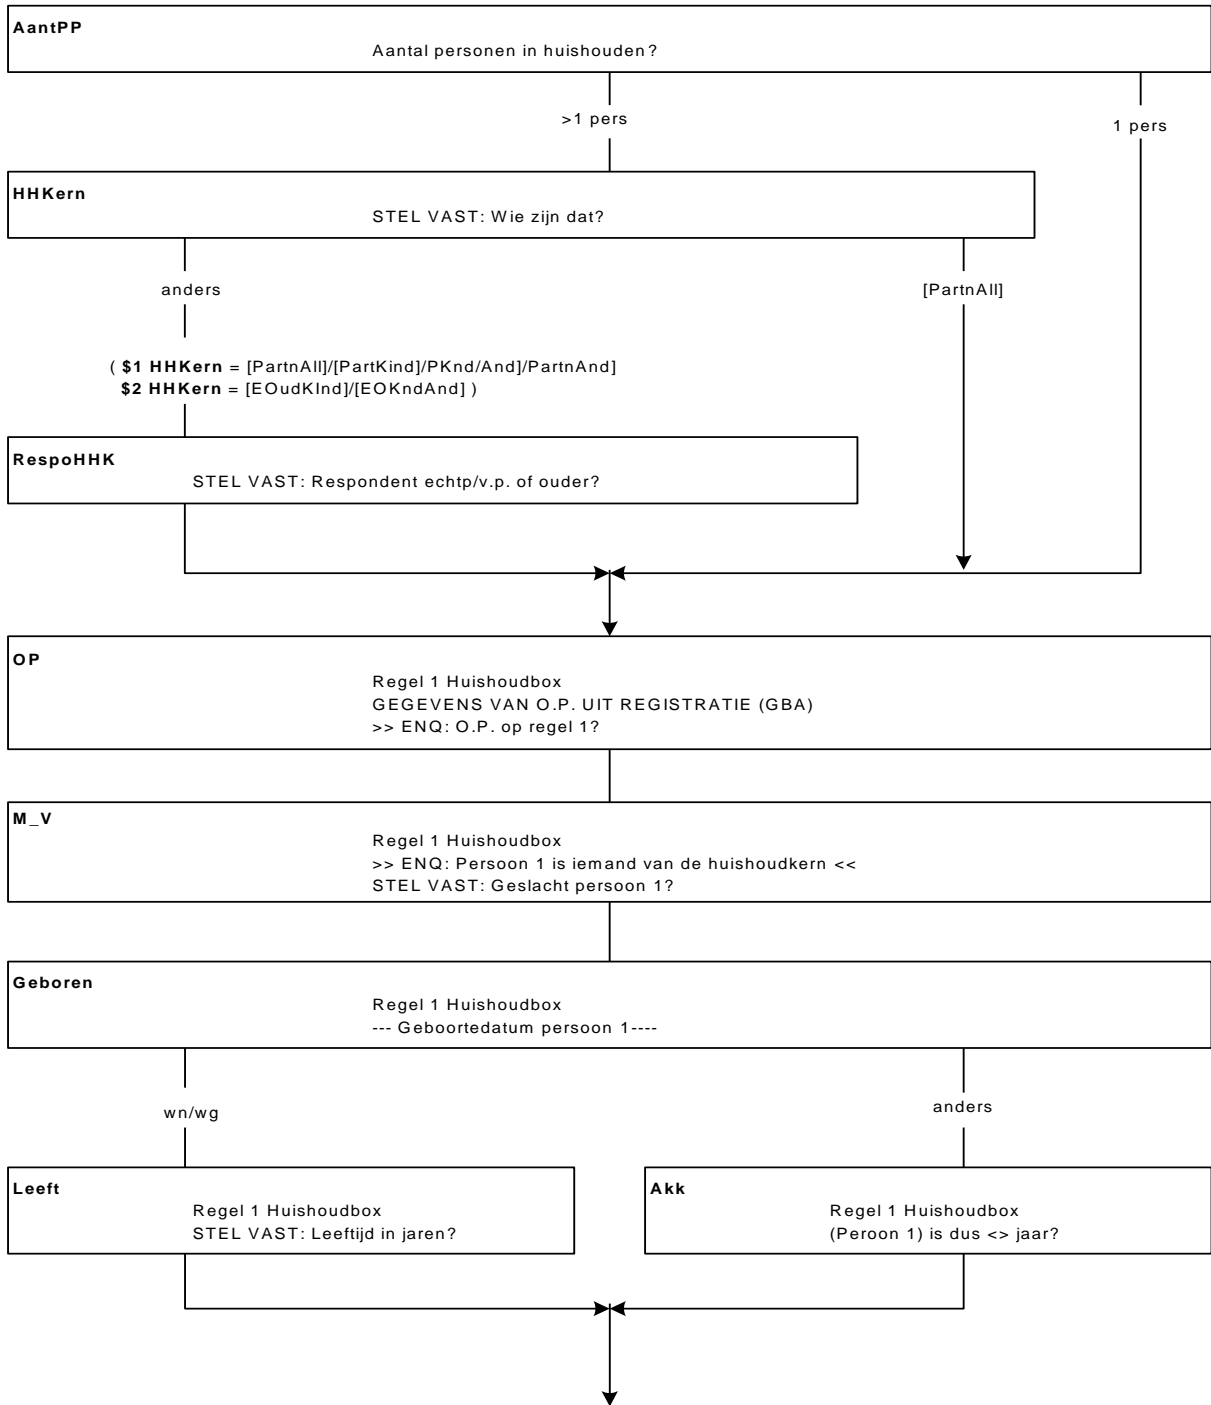 AantPP
Aantal personen in huishouden?
>1 pers
1 pers
HHKern
STEL VAST: Wie zijn dat?
anders
[PartnAll]
( $1 HHKern = [PartnAll]/[PartKind]/PKnd/And]/PartnAnd]
$2 HHKern = [EOudKInd]/[EOKndAnd] )
RespoHHK
STEL VAST: Respondent echtp/v.p. of ouder?
OP
Regel 1 Huishoudbox
GEGEVENS VAN O.P. UIT REGISTRATIE (GBA)
>> ENQ: O.P. op regel 1?
M_V
Regel 1 Huishoudbox
>> ENQ: Persoon 1 is iemand van de huishoudkern <<
STEL VAST: Geslacht persoon 1?
Geboren
Regel 1 Huishoudbox
--- Geboortedatum persoon 1----
wn/wg
anders
Leeft
Regel 1 Huishoudbox
STEL VAST: Leeftijd in jaren?
Akk
Regel 1 Huishoudbox
(Peroon 1) is dus <> jaar?